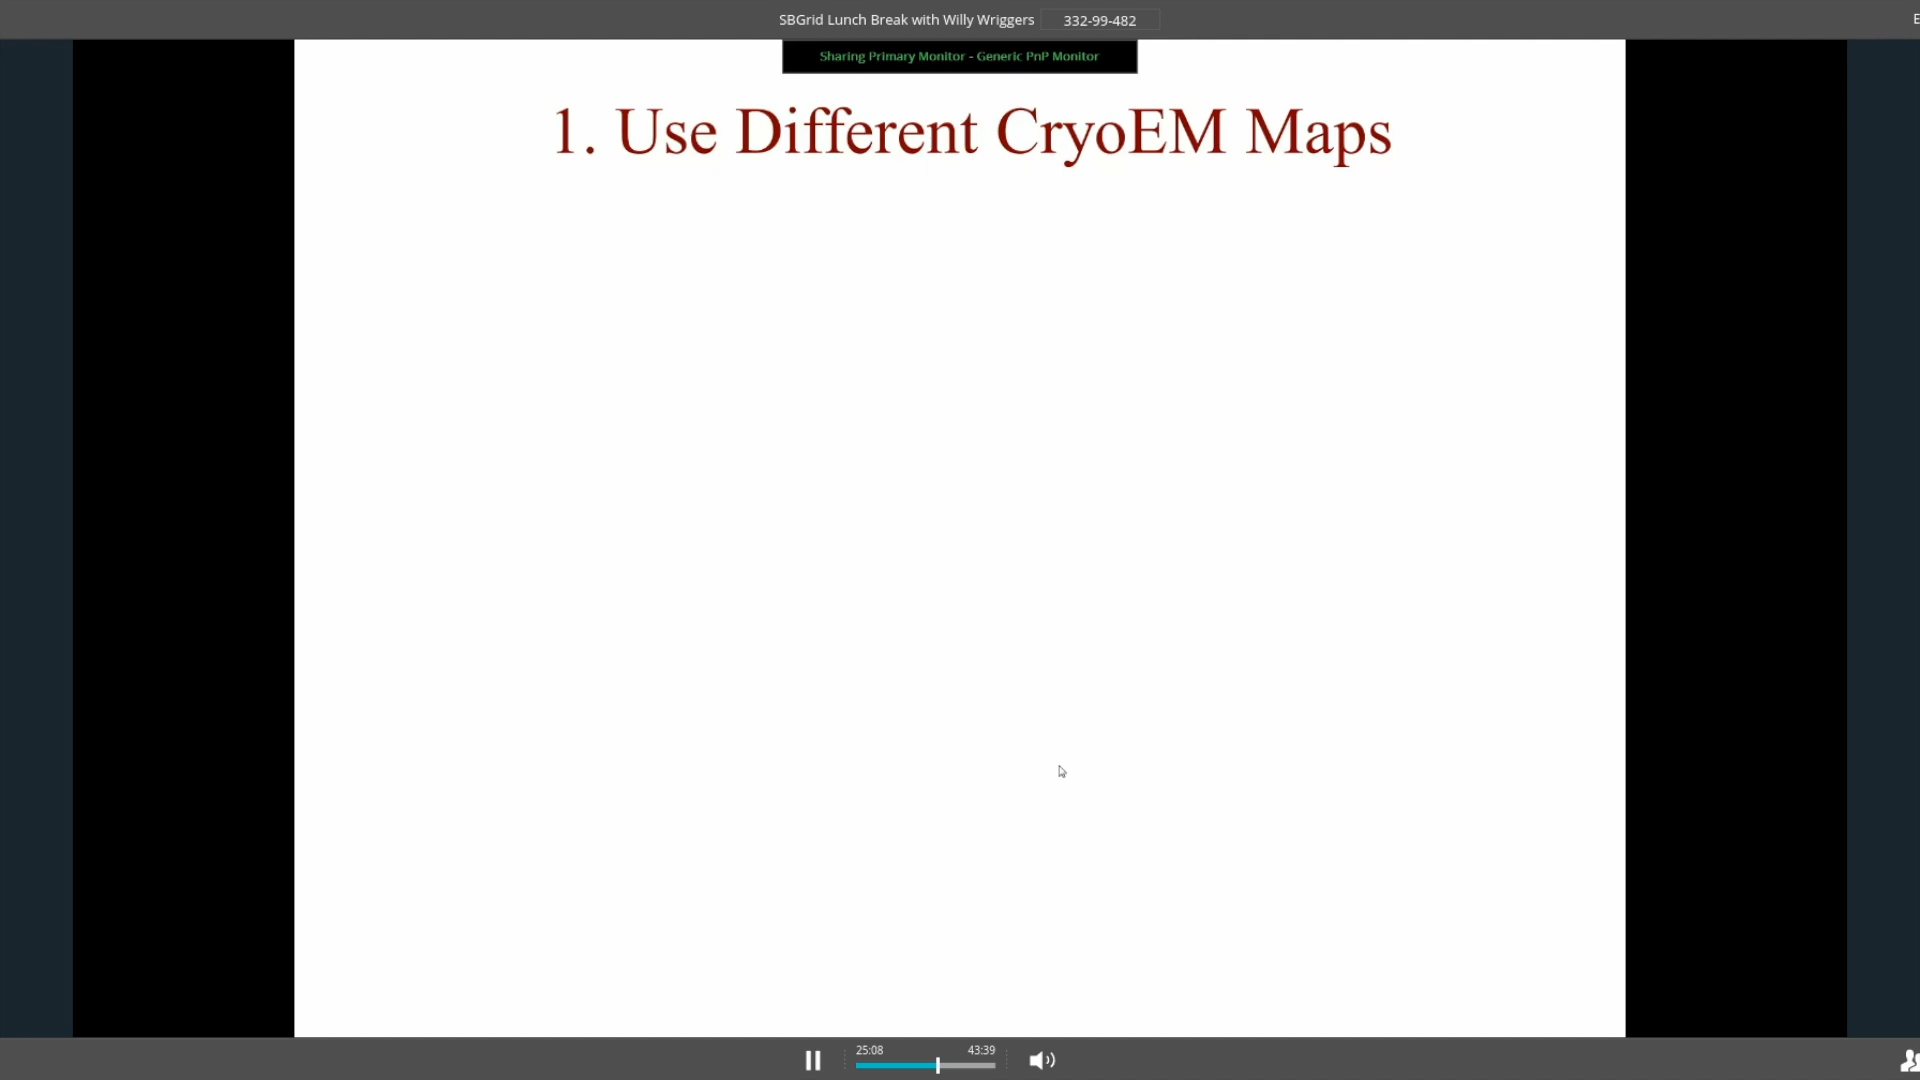 SBGrid Lunch Break with Willy Wriggers 332-99-482
E
Sharing Primary Monitor - Generic PnP Monitor
1. Use Different CryoEM Maps
25:08 43:39